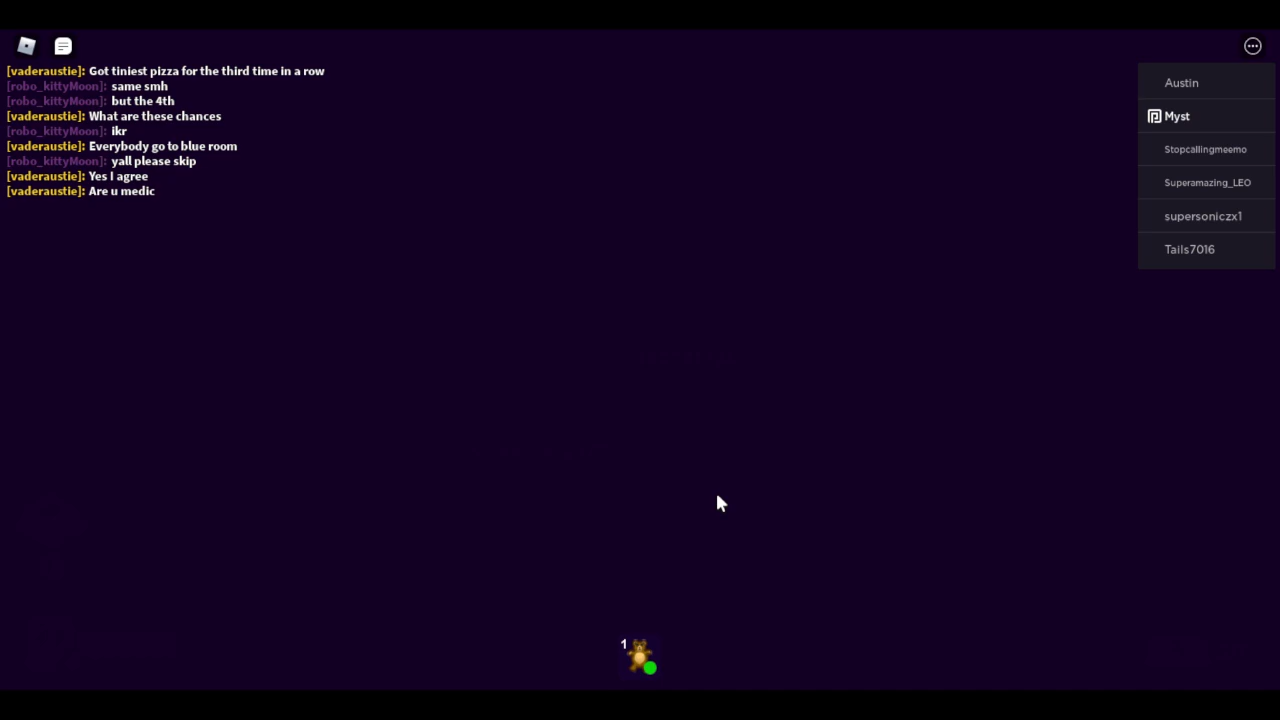 [vaderaustie]: Got tiniest pizza for the third time in a row
[robo_kittyMoon]: same smh
[robo_kittyMoon]: but the 4th
[vaderaustie]: What are these chances
[robo_kittyMoon]: ikr
[vaderaustie]: Everybody go to blue room
[robo_kittyMoon]: yall please skip
[vaderaustie]: Yes I agree
[vaderaustie]: Are u medic
Austin
Myst
Stopcallingmeemo
Superamazing_LEO
supersoniczx1
Tails7016
1